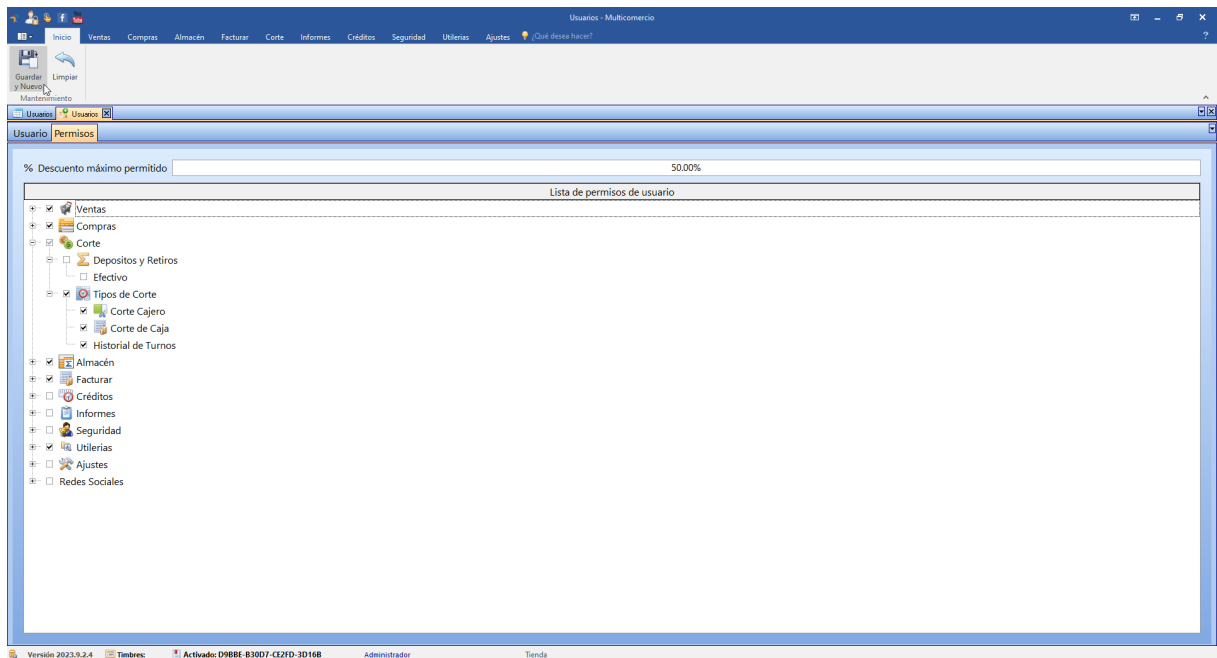 Usuarios - Multicomercio
Inicio Ventas Compras Almacén Facturar Corte Informes Créditos Seguridad Utilerias Ajustes ¿Qué desea hacer? ?
Guardar y Nuevo Limpiar
Mantenimiento
Usuarios Usuarios
Usuario Permisos
% Descuento máximo permitido 50.00%
Lista de permisos de usuario
Ventas
Compras
Corte
Depositos y Retiros
Efectivo
Tipos de Corte
Corte Cajero
Corte de Caja
Historial de Turnos
Almacén
Facturar
Créditos
Informes
Seguridad
Utilerias
Ajustes
Redes Sociales
Versión 2023.9.2.4 Timbres: Activado: D9BBE-B30D7-CE2FD-3D16B Administrador Tienda